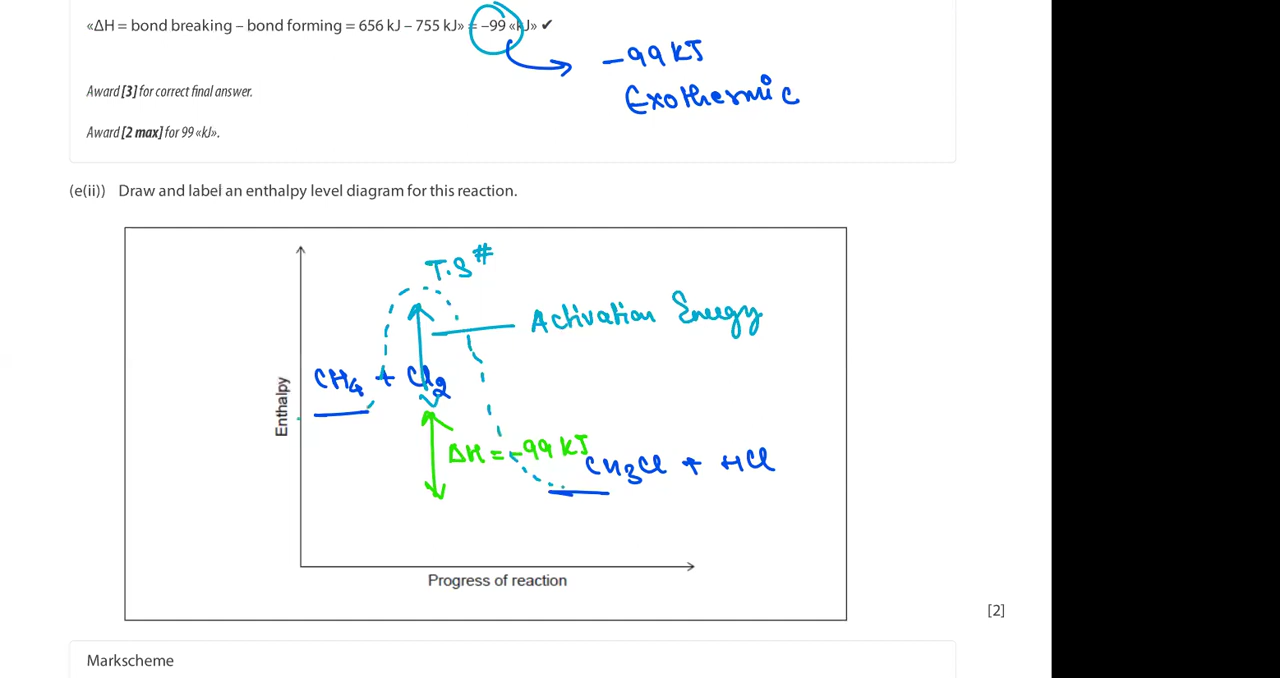 «ΔH = bond breaking – bond forming = 656 kJ – 755 kJ» = –99 «kJ» ✔
–99 kJ
Exothermic
Award [3] for correct final answer.
Award [2 max] for 99 «kJ».
(e(ii)) Draw and label an enthalpy level diagram for this reaction.
T.S #
Activation Energy
CH4 + Cl2
Enthalpy
ΔH = –99 kJ
CH3Cl + HCl
Progress of reaction
[2]
Markscheme